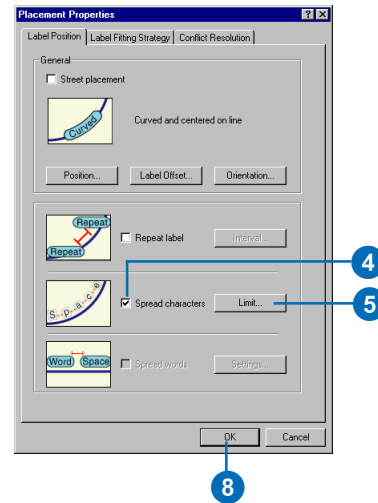 Placement Properties
Label Position Label Fitting Strategy Conflict Resolution
General
Street placement
Curved
Curved and centered on line
Position... Label Offset... Orientation...
Repeat
Repeat
Repeat label Interval...
4
Space
Spread characters Limit...
5
Word Space
Spread words Settings...
OK Cancel
8